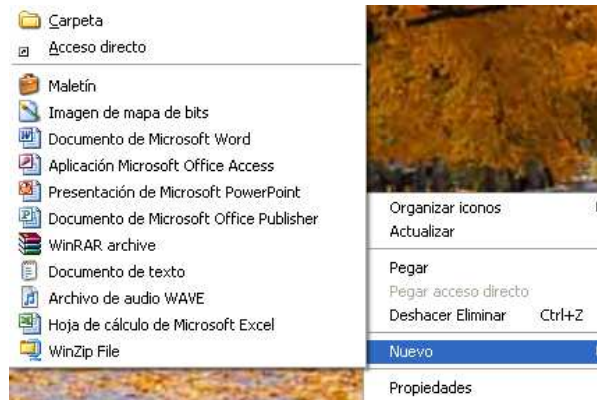 Carpeta
Acceso directo
Maletín
Imagen de mapa de bits
Documento de Microsoft Word
Aplicación Microsoft Office Access
Presentación de Microsoft PowerPoint
Documento de Microsoft Office Publisher
WinRAR archive
Documento de texto
Archivo de audio WAVE
Hoja de cálculo de Microsoft Excel
WinZip File
Organizar iconos
Actualizar
Pegar
Pegar acceso directo
Deshacer Eliminar Ctrl+Z
Nuevo
Propiedades